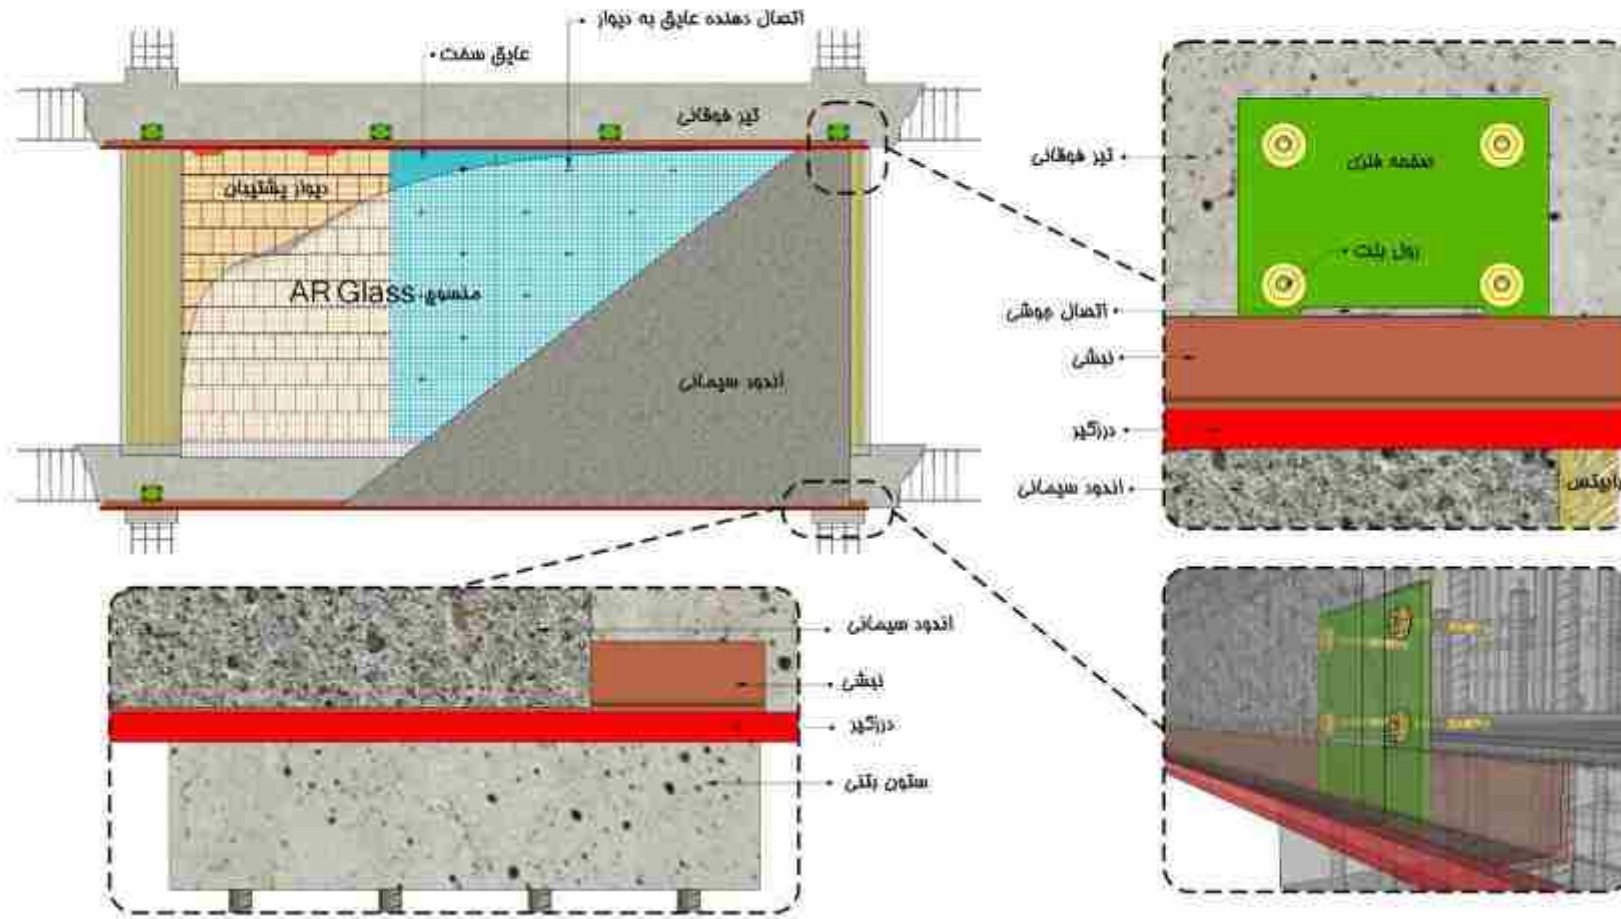 اتصال دهنده عایق به دیوار
عایق سخت
تیر فوقانی
دیوار پشتیبان
منسوج AR Glass
اندود سیمانی
تیر فوقانی
صفحه فلزی
رول بلت
اتصال جوشی
نبشی
درزگیر
اندود سیمانی
رابیتس
اندود سیمانی
نبشی
درزگیر
ستون بتنی